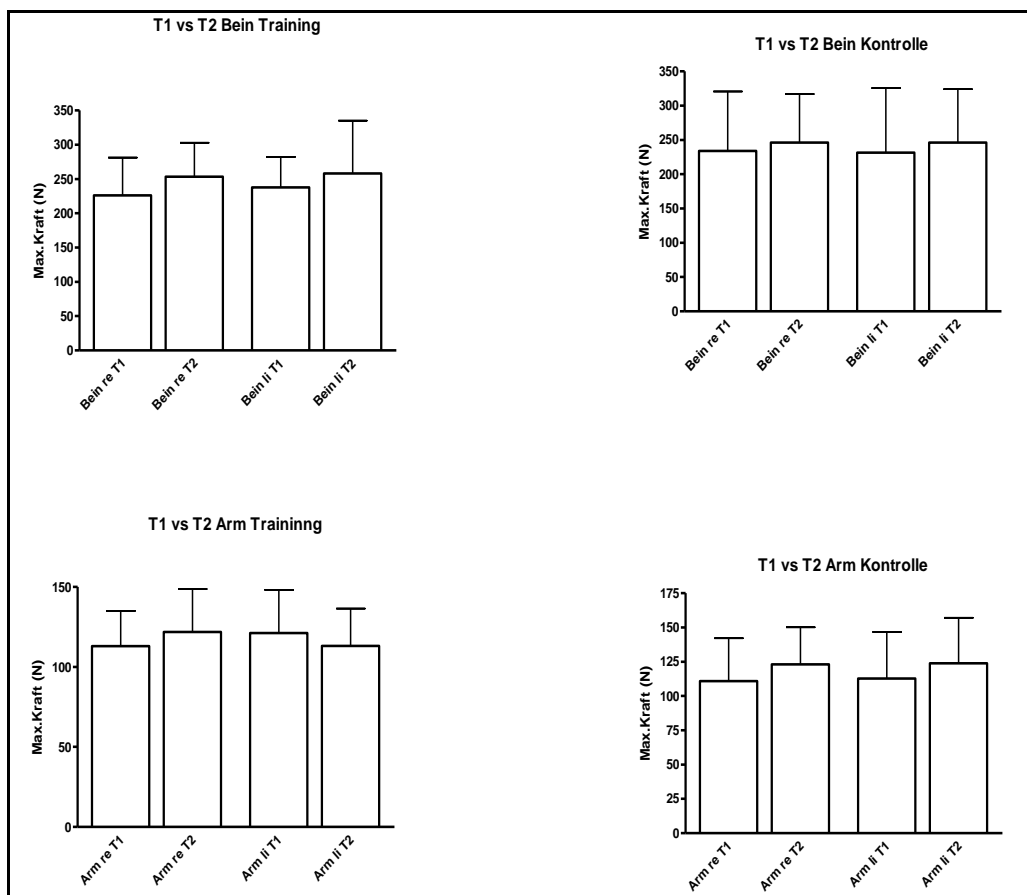 T1 vs T2 Bein Training
Max.Kraft (N)
350
300
250
200
150
100
50
0
Bein re T1
Bein re T2
Bein li T1
Bein li T2
T1 vs T2 Bein Kontrolle
Max.Kraft (N)
350
300
250
200
150
100
50
0
Bein re T1
Bein re T2
Bein li T1
Bein li T2
T1 vs T2 Arm Traininng
Max.Kraft (N)
150
100
50
0
Arm re T1
Arm re T2
Arm li T1
Arm li T2
T1 vs T2 Arm Kontrolle
Max.Kraft (N)
175
150
125
100
75
50
25
0
Arm re T1
Arm re T2
Arm li T1
Arm li T2